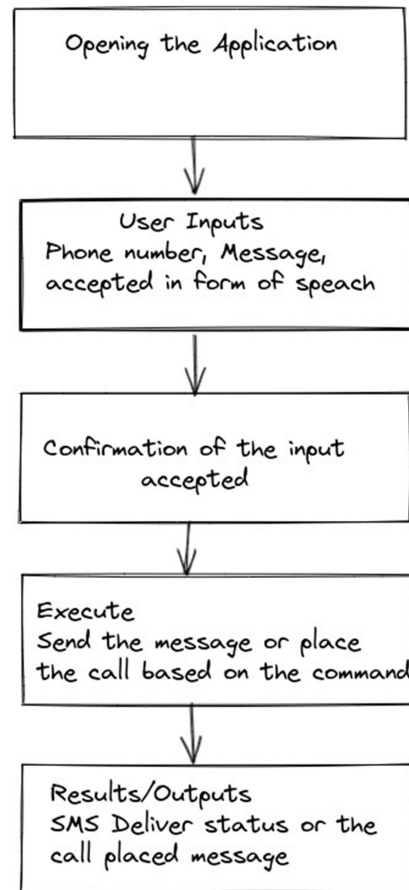 Opening the Application
User Inputs
Phone number, Message,
accepted in form of speach
Confirmation of the input
accepted
Execute
Send the message or place
the call based on the command
Results/Outputs
SMS Deliver status or the
call placed message